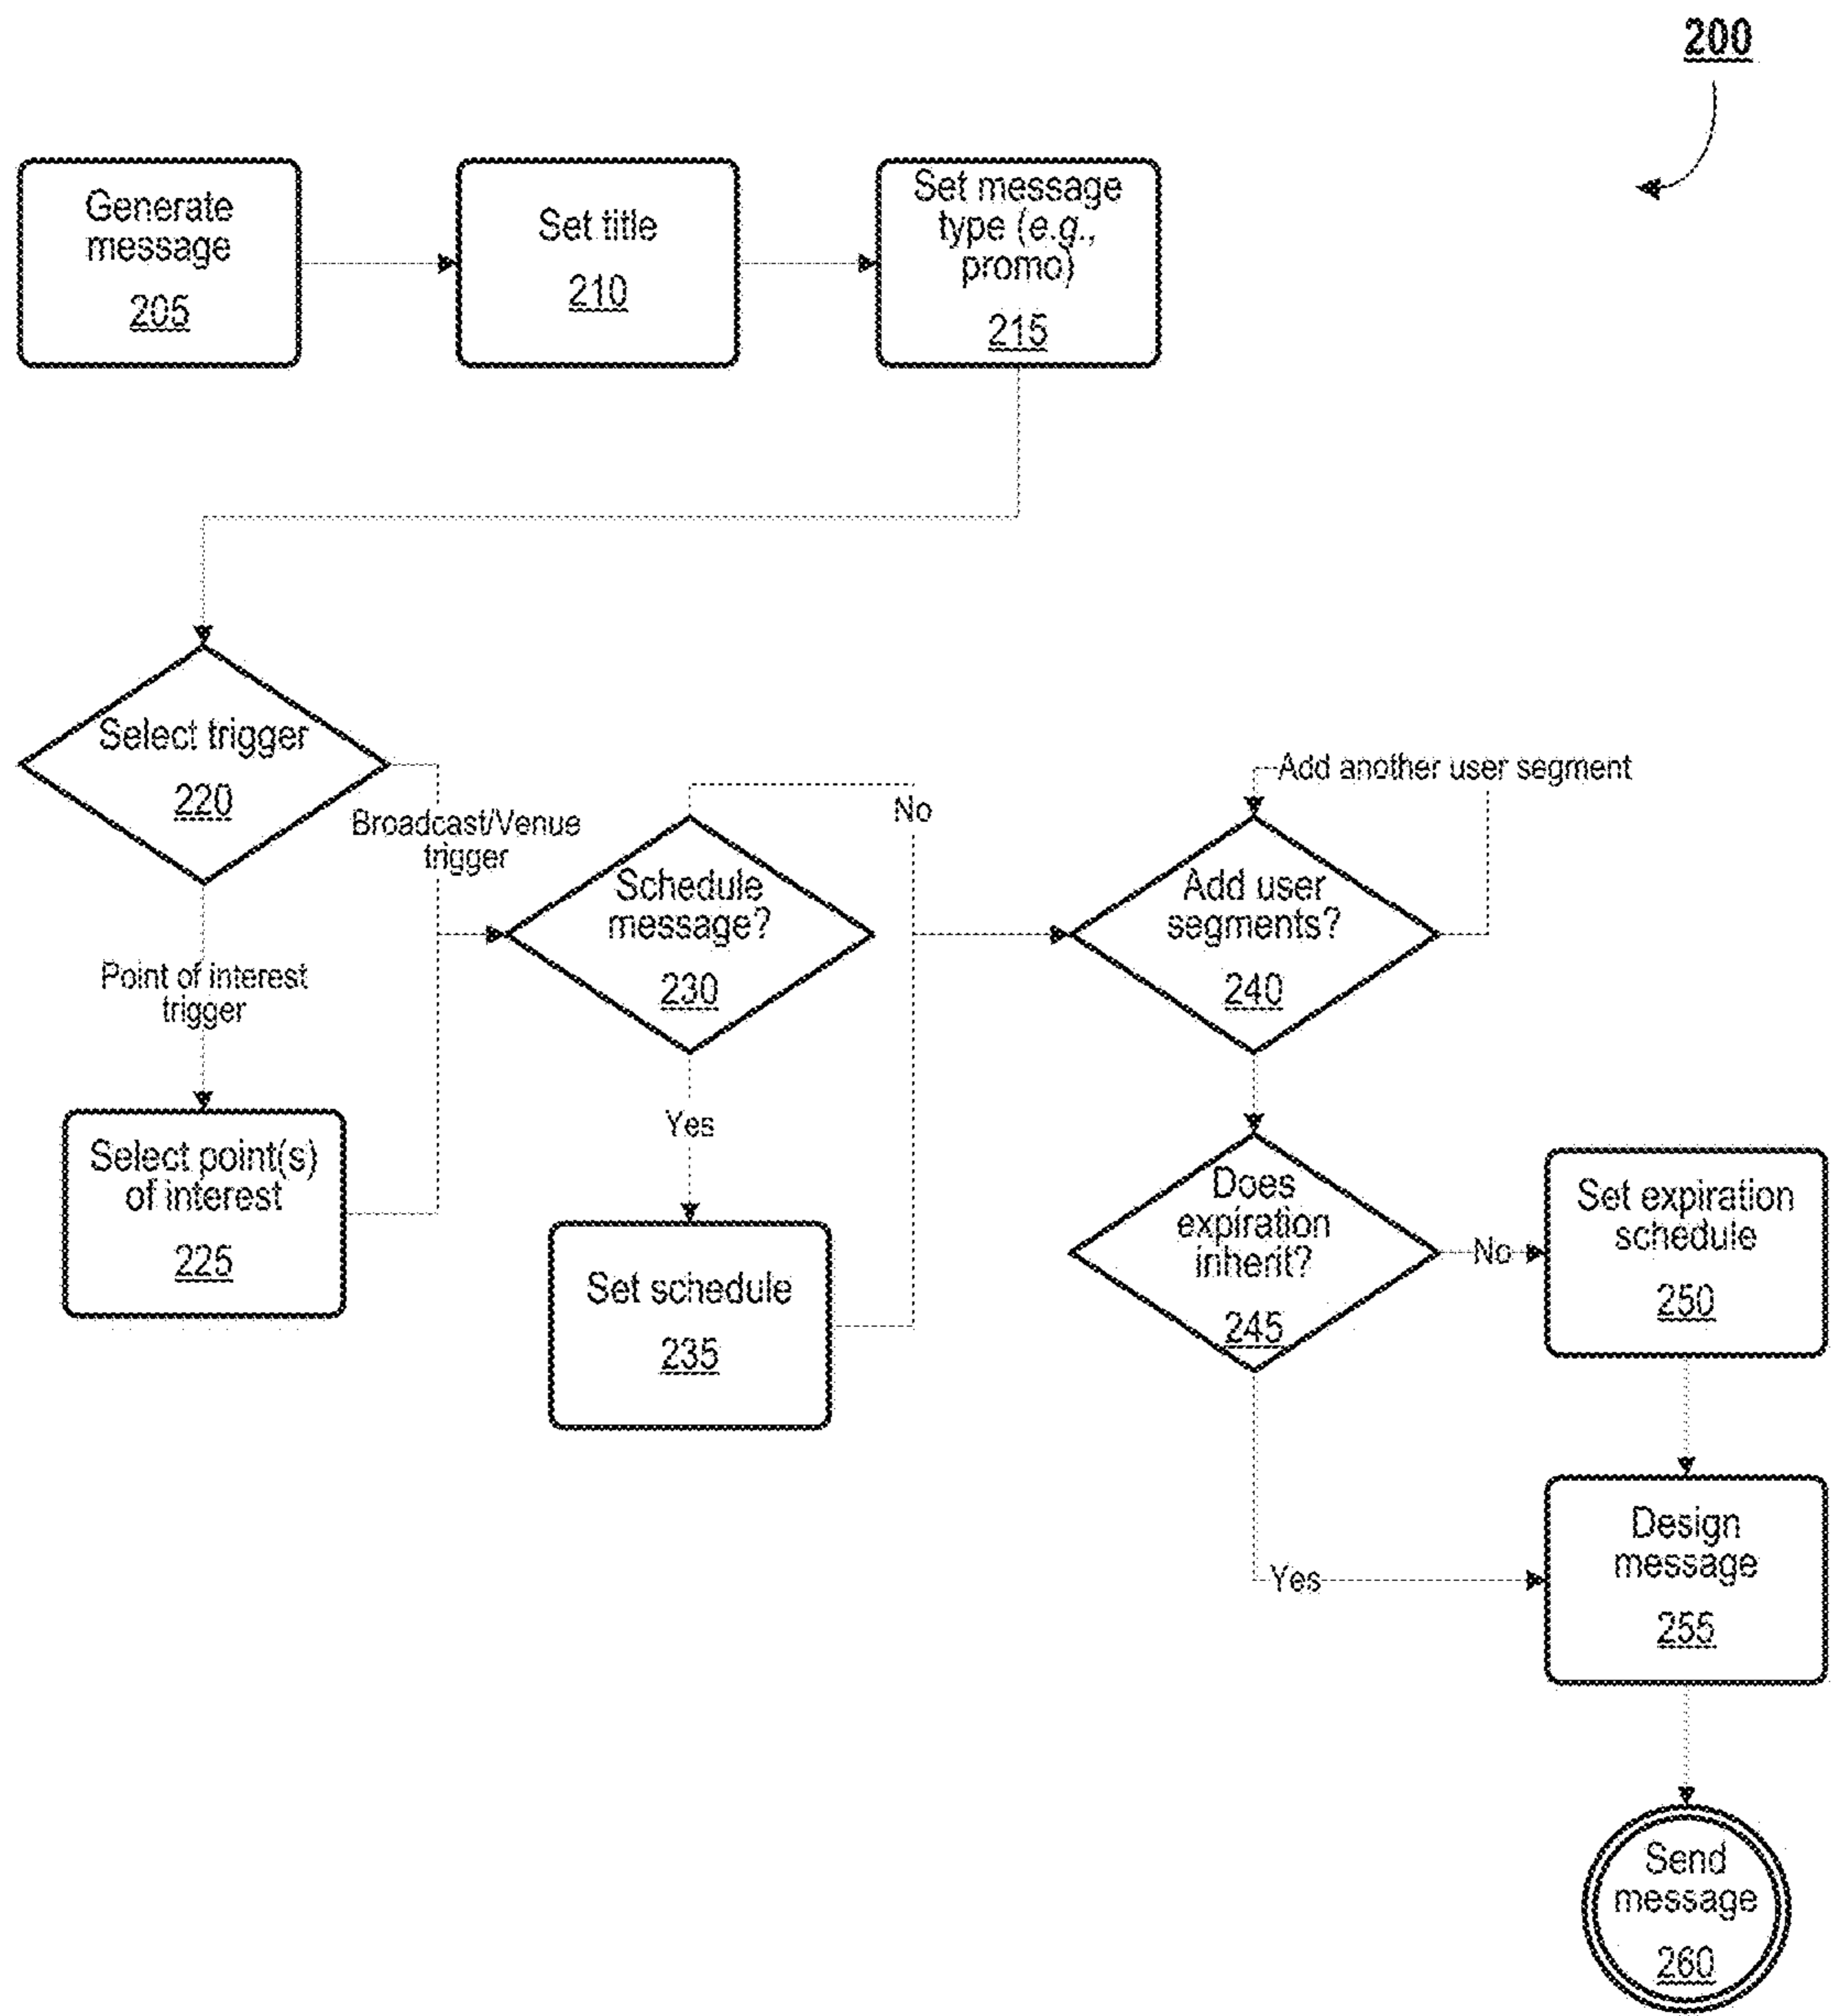 200
Generate
message
205
Set title
210
Set message
type (e.g.,
promo)
215
Select trigger
220
Broadcast/Venue
trigger
Point of interest
trigger
Select point(s)
of interest
225
Schedule
message?
230
No
Yes
Set schedule
235
Add another user segment
Add user
segments?
240
Does
expiration
inherit?
245
No
Set expiration
schedule
250
Yes
Design
message
255
Send
message
260